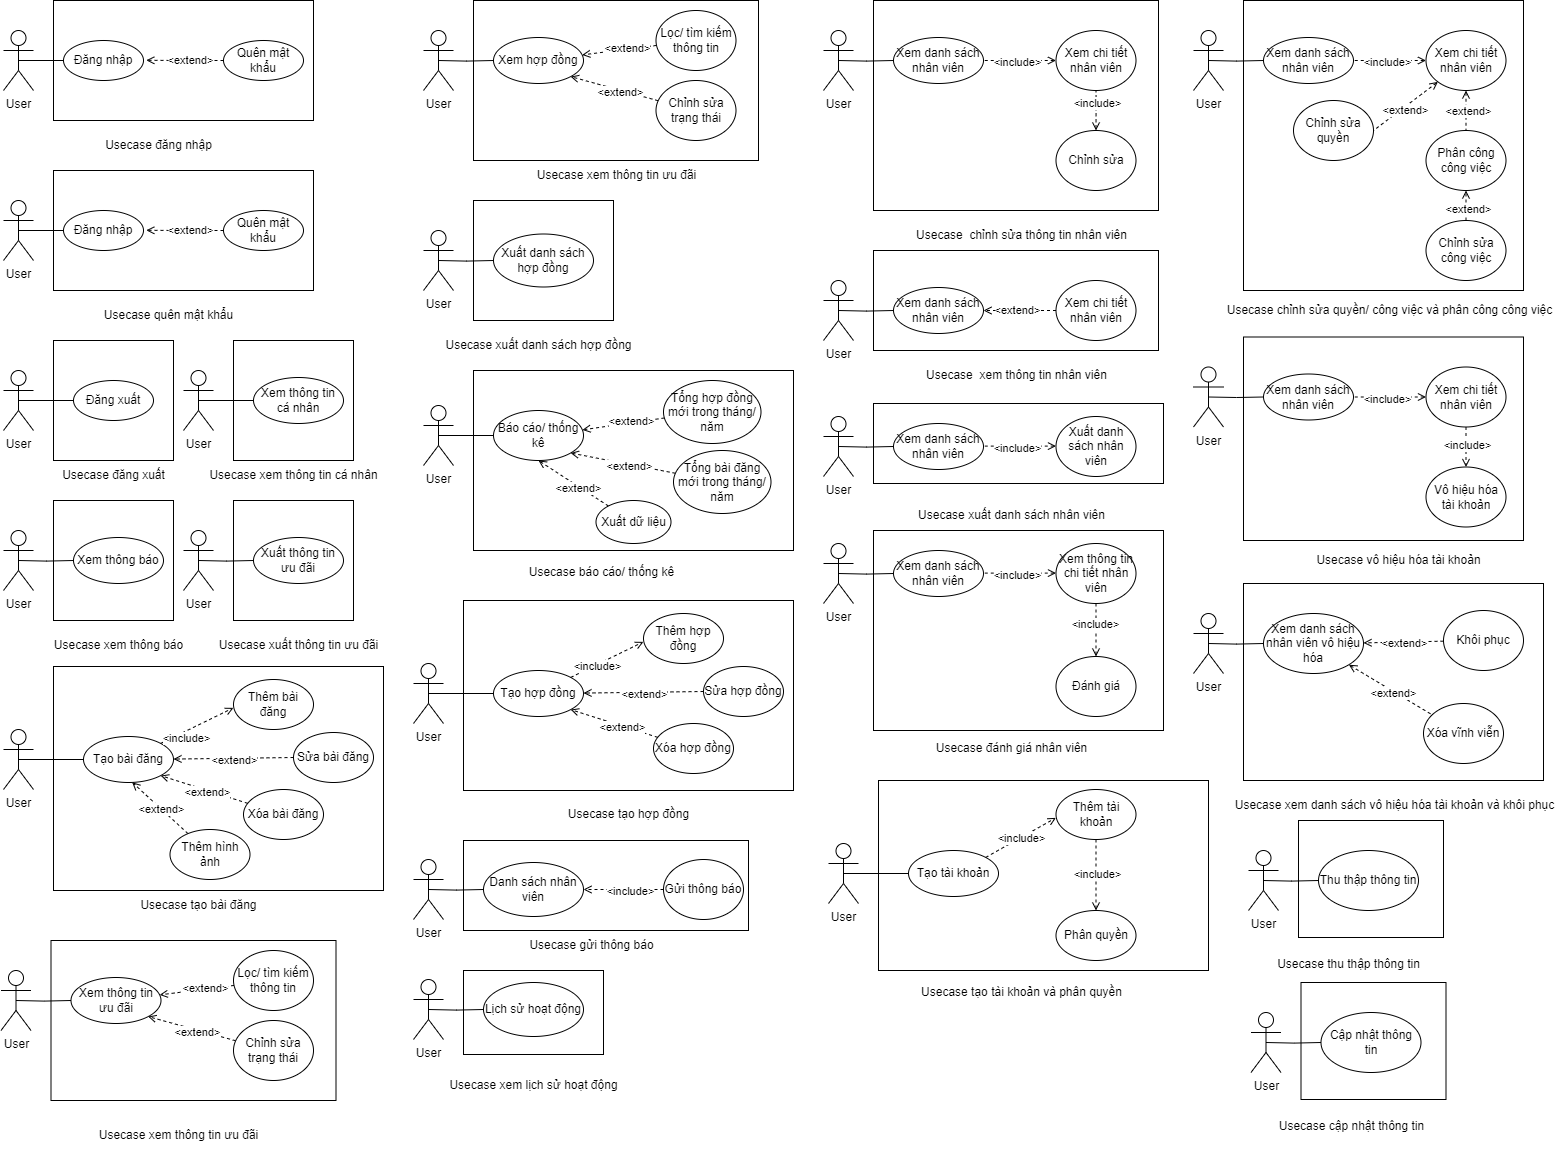 User
Đăng nhập
<extend>
Quên mật
khẩu
Usecase đăng nhập
User
Đăng nhập
<extend>
Quên mật
khẩu
Usecase quên mật khẩu
User
Đăng xuất
Usecase đăng xuất
User
Xem thông tin
cá nhân
Usecase xem thông tin cá nhân
User
Xem thông báo
Usecase xem thông báo
User
Xuất thông tin
ưu đãi
Usecase xuất thông tin ưu đãi
User
Tạo bài đăng
<include>
Thêm bài
đăng
<extend>
Sửa bài đăng
<extend>
Xóa bài đăng
<extend>
Thêm hình
ảnh
Usecase tạo bài đăng
User
Xem thông tin
ưu đãi
<extend>
Lọc/ tìm kiếm
thông tin
<extend>
Chỉnh sửa
trạng thái
Usecase xem thông tin ưu đãi
User
Xem hợp đồng
<extend>
Lọc/ tìm kiếm
thông tin
<extend>
Chỉnh sửa
trạng thái
Usecase xem thông tin ưu đãi
User
Xuất danh sách
hợp đồng
Usecase xuất danh sách hợp đồng
User
Báo cáo/ thống
kê
<extend>
Tổng hợp đồng
mới trong tháng/
năm
<extend>
Tổng bài đăng
mới trong tháng/
năm
<extend>
Xuất dữ liệu
Usecase báo cáo/ thống kê
User
Tạo hợp đồng
<include>
Thêm hợp
đồng
<extend>
Sửa hợp đồng
<extend>
Xóa hợp đồng
Usecase tạo hợp đồng
User
Danh sách nhân
viên
<include>
Gửi thông báo
Usecase gửi thông báo
User
Lịch sử hoạt động
Usecase xem lịch sử hoạt động
User
Xem danh sách
nhân viên
<include>
Xem chi tiết
nhân viên
<include>
Chỉnh sửa
Usecase  chỉnh sửa thông tin nhân viên
User
Xem danh sách
nhân viên
<extend>
Xem chi tiết
nhân viên
Usecase  xem thông tin nhân viên
User
Xem danh sách
nhân viên
<include>
Xuất danh
sách nhân
viên
Usecase xuất danh sách nhân viên
User
Xem danh sách
nhân viên
<include>
Xem thông tin
chi tiết nhân
viên
<include>
Đánh giá
Usecase đánh giá nhân viên
User
Tạo tài khoản
<include>
Thêm tài
khoản
<include>
Phân quyền
Usecase tạo tài khoản và phân quyền
User
Xem danh sách
nhân viên
<include>
Xem chi tiết
nhân viên
<extend>
Chỉnh sửa
quyền
<extend>
Phân công
công việc
<extend>
Chỉnh sửa
công việc
Usecase chỉnh sửa quyền/ công việc và phân công công việc
User
Xem danh sách
nhân viên
<include>
Xem chi tiết
nhân viên
<include>
Vô hiệu hóa
tài khoản
Usecase vô hiệu hóa tài khoản
User
Xem danh sách
nhân viên vô hiệu
hóa
<extend>
Khôi phục
<extend>
Xóa vĩnh viễn
Usecase xem danh sách vô hiệu hóa tài khoản và khôi phục
User
Thu thập thông tin
Usecase thu thập thông tin
User
Cập nhật thông
tin
Usecase cập nhật thông tin